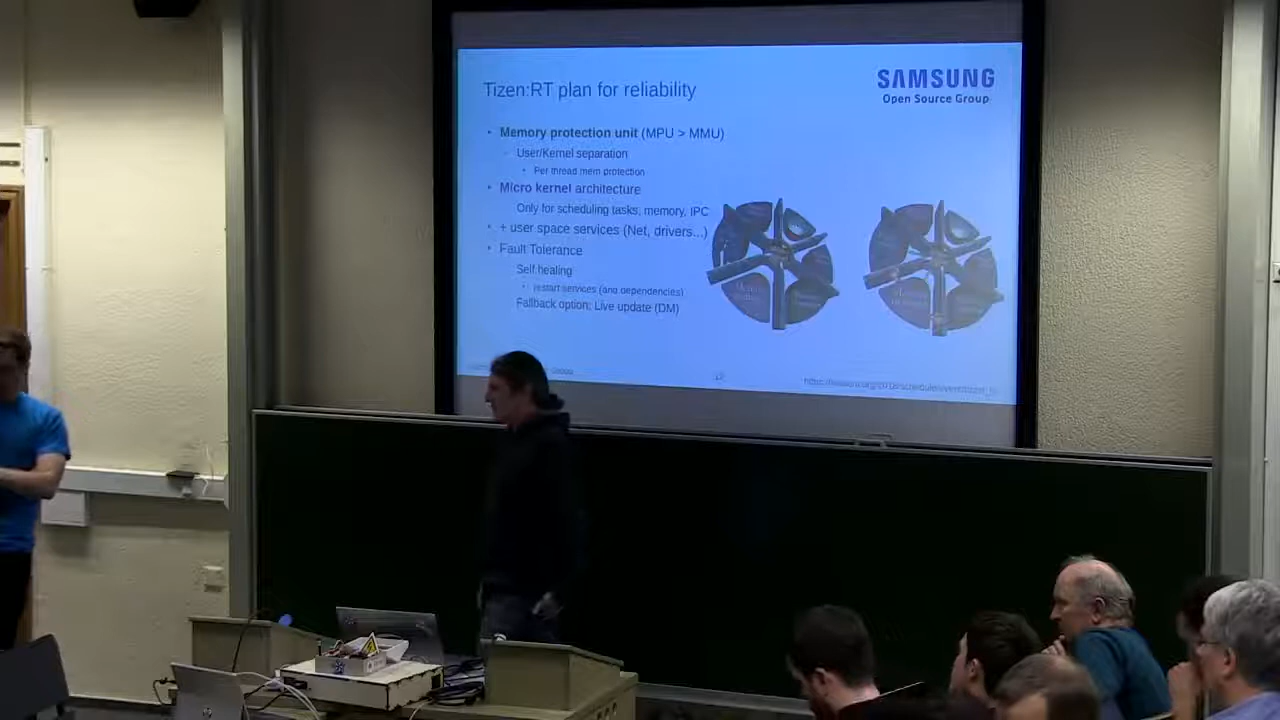 Tizen:RT plan for reliability
SAMSUNG
Open Source Group
Memory protection unit (MPU > MMU)
User/Kernel separation
Per thread mem protection
Micro kernel architecture
Only for scheduling tasks, memory, IPC
+ user space services (Net, drivers...)
Fault Tolerance
Self healing
restart services (and dependencies)
Fallback option: Live update (DM)